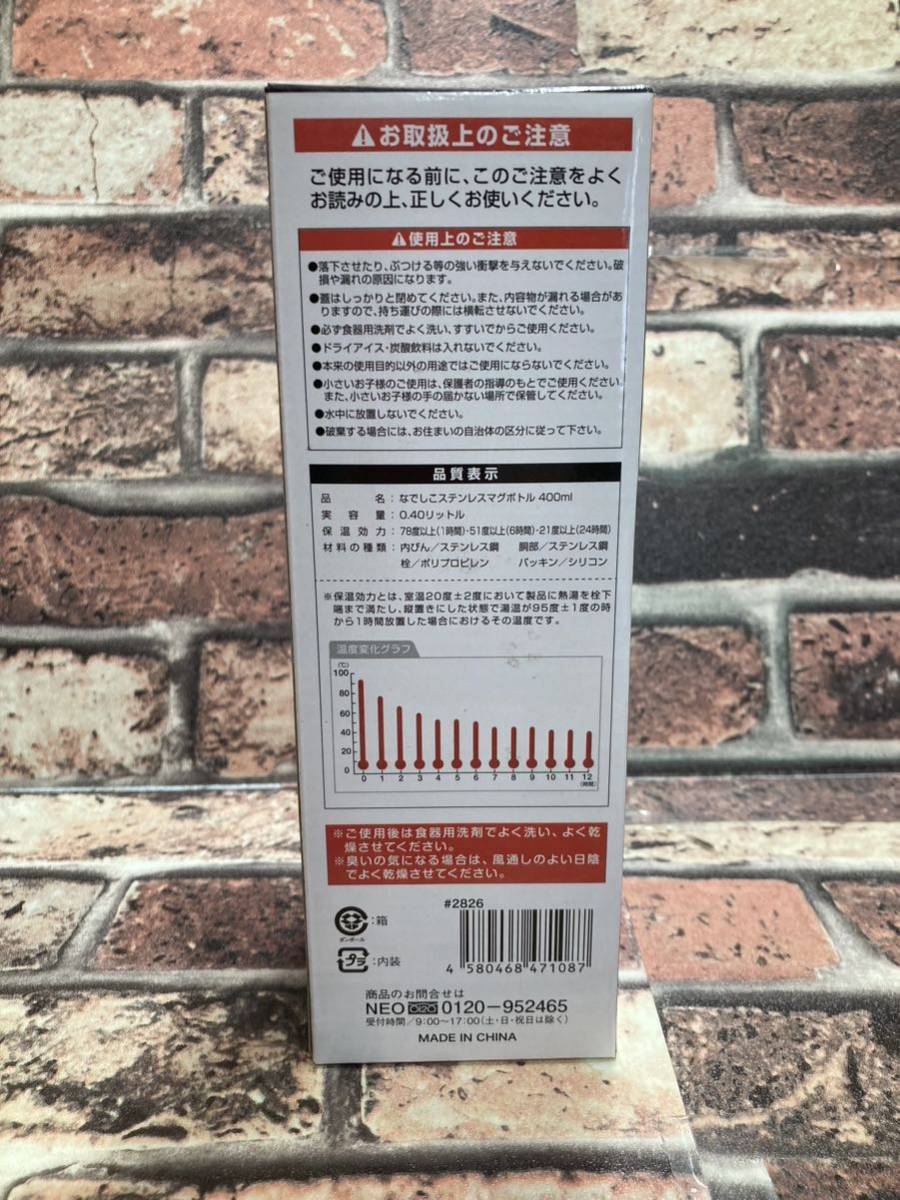 ⚠お取扱上のご注意
ご使用になる前に、このご注意をよく
お読みの上、正しくお使いください。
⚠使用上のご注意
●落下させたり、ぶつける等の強い衝撃を与えないでください。破
損や漏れの原因になります。
●蓋はしっかりと閉めてください。また、内容物が漏れる場合があ
りますので、持ち運びの際には横転させないでください。
●必ず食器用洗剤でよく洗い、すすいでからご使用ください。
●ドライアイス・炭酸飲料は入れないでください。
●本来の使用目的以外の用途ではご使用にならないでください。
●小さいお子様のご使用は、保護者の指導のもとでご使用ください。
また、小さいお子様の手の届かない場所で保管してください。
●水中に放置しないでください。
●破棄する場合には、お住まいの自治体の区分に従って下さい。
品質表示
品名：なでしこステンレスマグボトル 400ml
実容量：0.40リットル
保温効力：78度以上(1時間)・51度以上(6時間)・21度以上(24時間)
材料の種類：内びん／ステンレス鋼 胴部／ステンレス鋼
栓／ポリプロピレン パッキン／シリコン
※保温効力とは、室温20度±2度において製品に熱湯を栓下
端まで満たし、縦置きにした状態で湯温が95度±1度の時
から1時間放置した場合におけるその温度です。
温度変化グラフ
(℃)
100
80
60
40
20
0
0 1 2 3 4 5 6 7 8 9 10 11 12
(時間)
※ご使用後は食器用洗剤でよく洗い、よく乾
燥させてください。
※臭いの気になる場合は、風通しのよい日陰
でよく乾燥させてください。
#2826
：箱
ダンボール
プラ：内装
4 580468 471087
商品のお問合せは
NEO 0120-952465
受付時間／9:00〜17:00(土・日・祝日は除く)
MADE IN CHINA